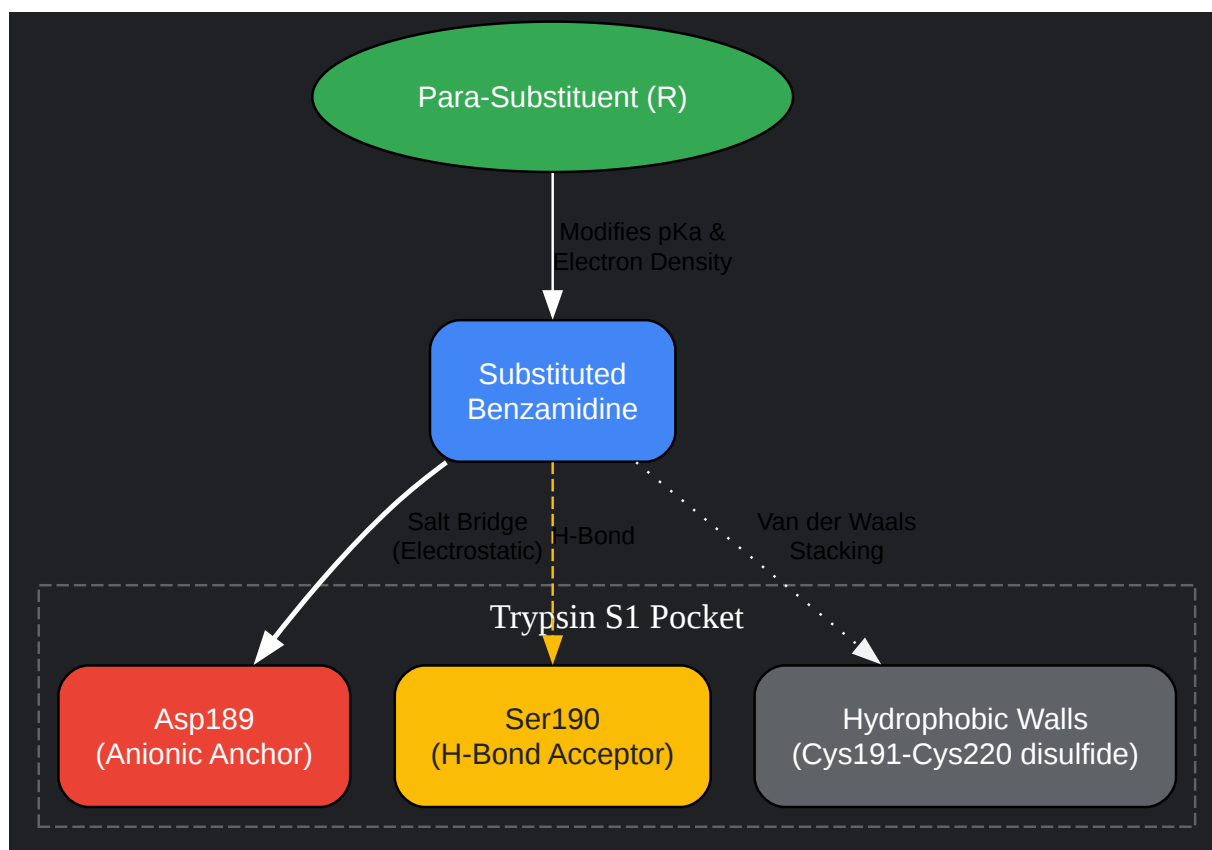 Para-Substituent (R)
Modifies pKa &
Electron Density
Substituted
Benzamidine
Salt Bridge
(Electrostatic)
H-Bond
Van der Waals
Stacking
Trypsin S1 Pocket
Asp189
(Anionic Anchor)
Ser190
(H-Bond Acceptor)
Hydrophobic Walls
(Cys191-Cys220 disulfide)